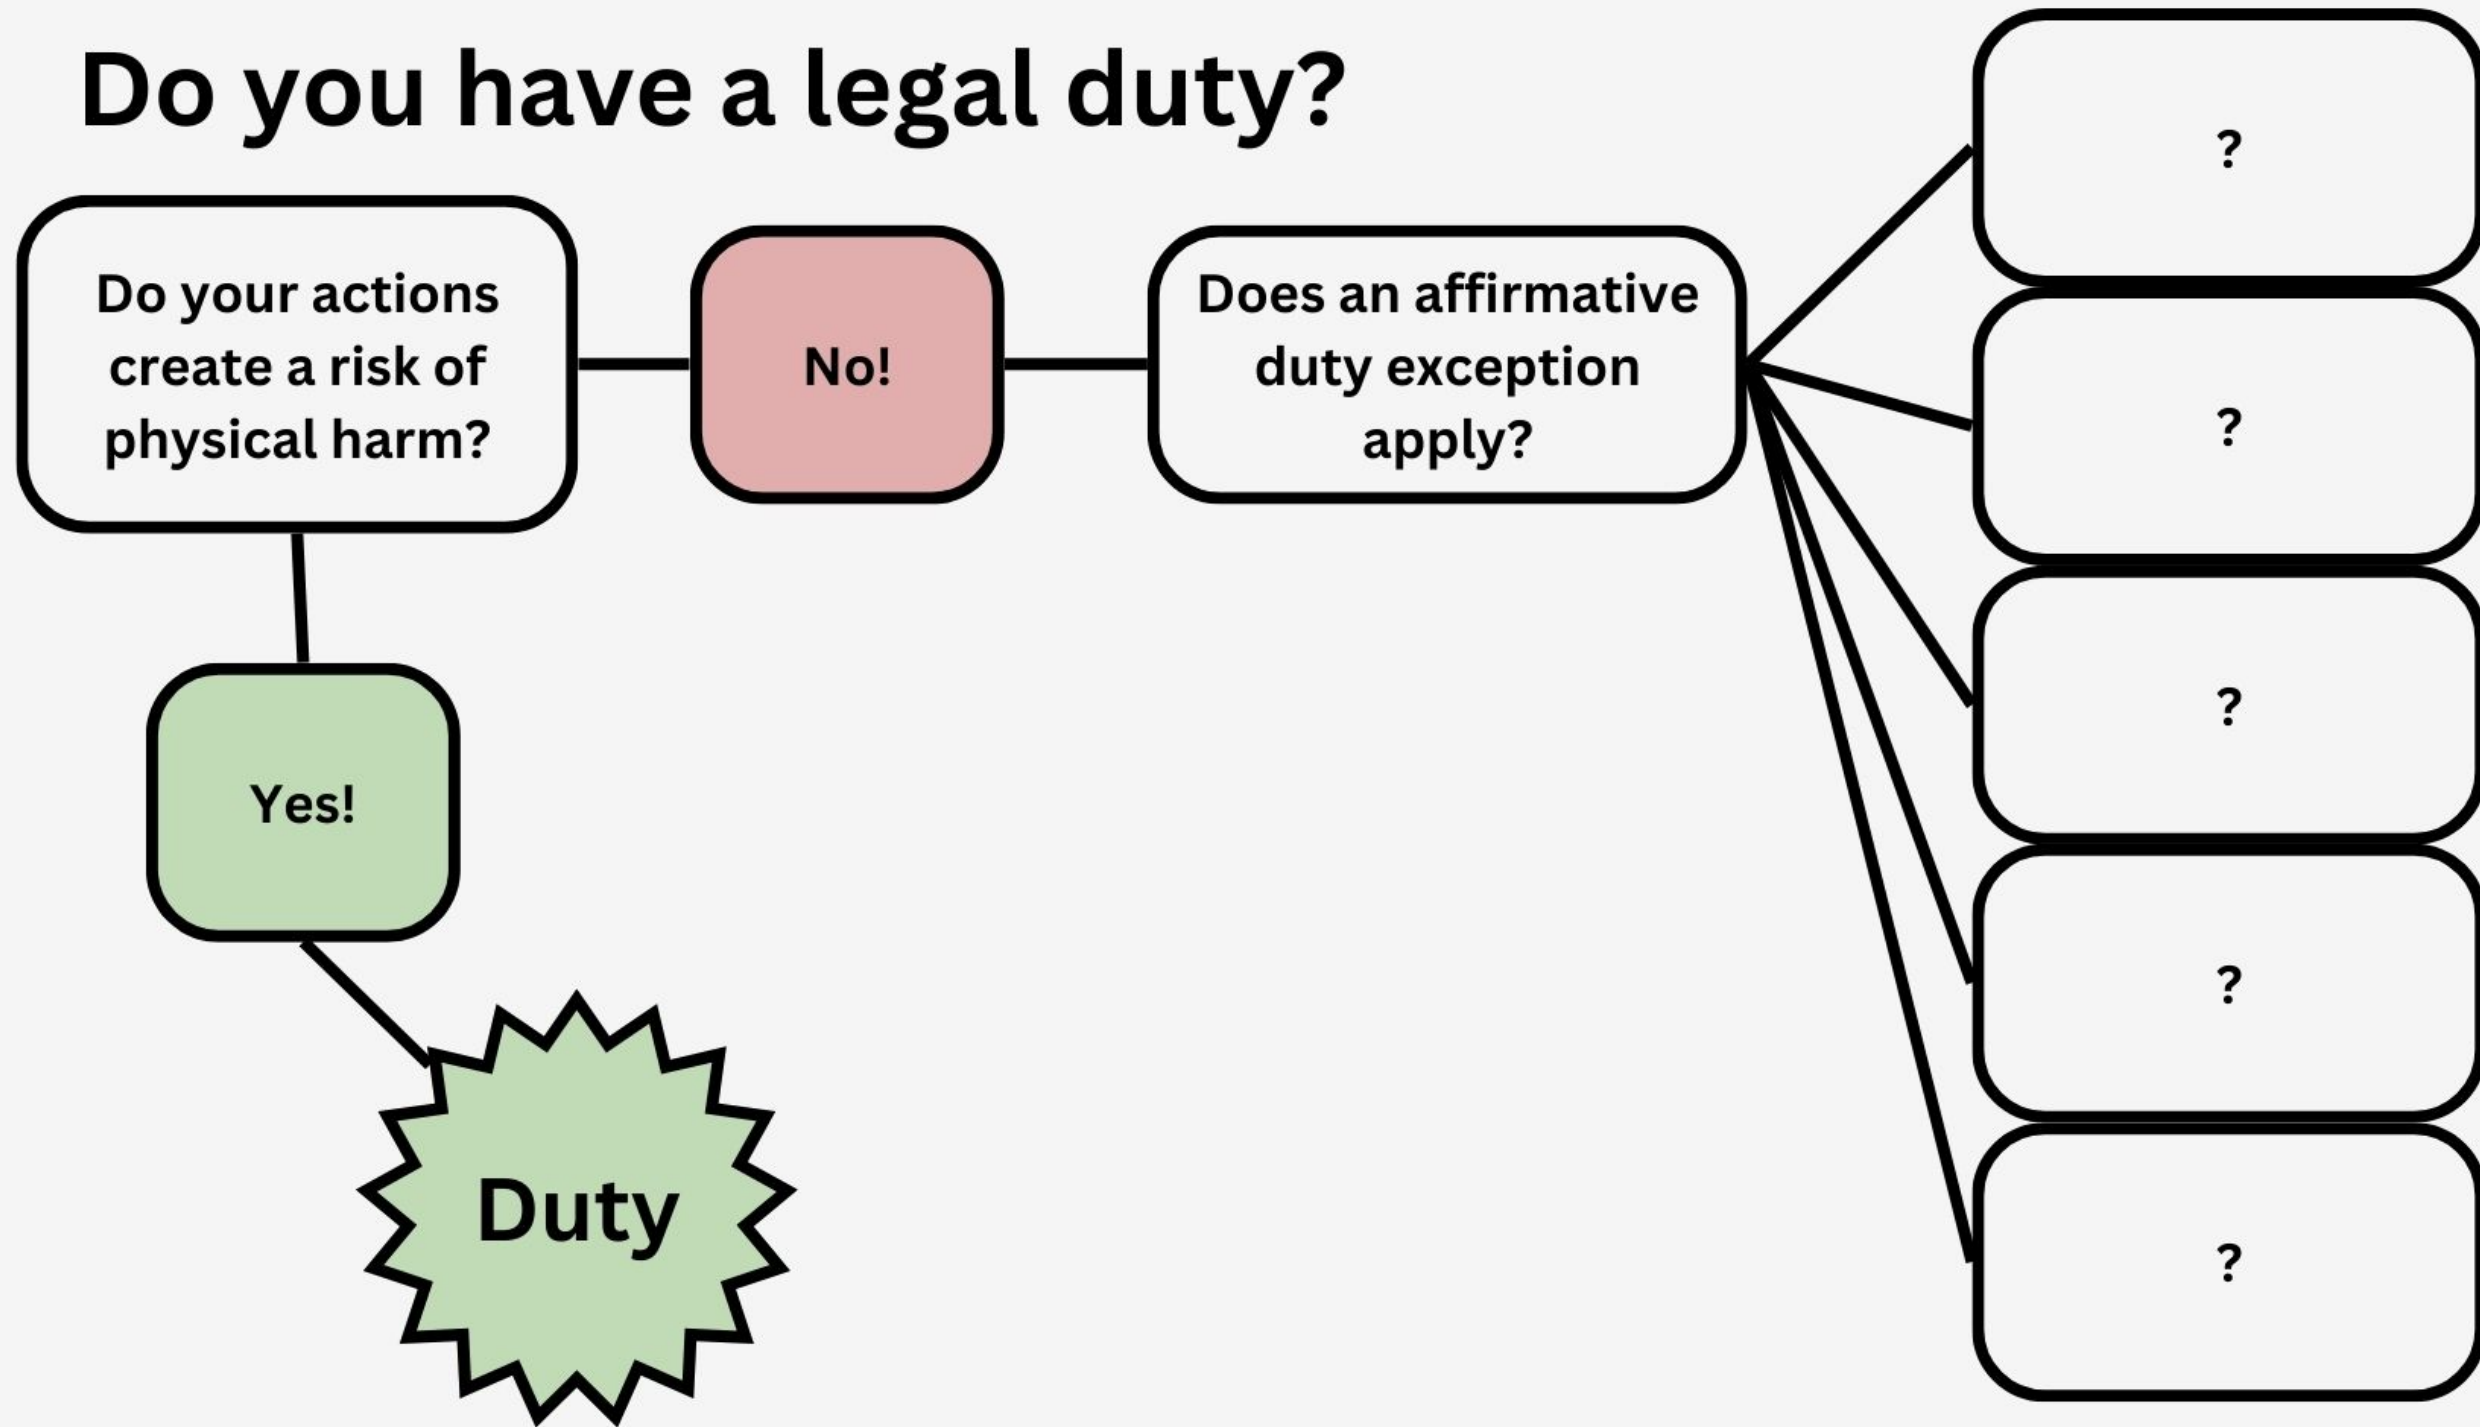 Do you have a legal duty?
Do your actions
create a risk of
physical harm?
No!
Does an affirmative
duty exception
apply?
?
?
?
?
?
Yes!
Duty